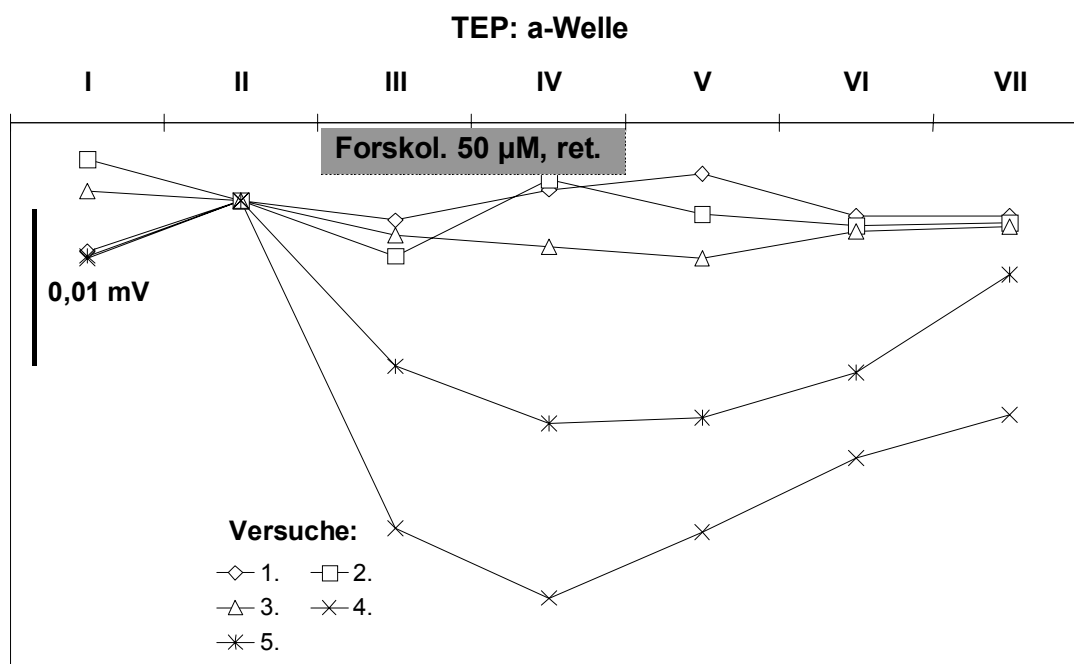 TEP: a-Welle
I II III IV V VI VII
Forskol. 50 µM, ret.
0,01 mV
Versuche:
1. 2.
3. 4.
5.